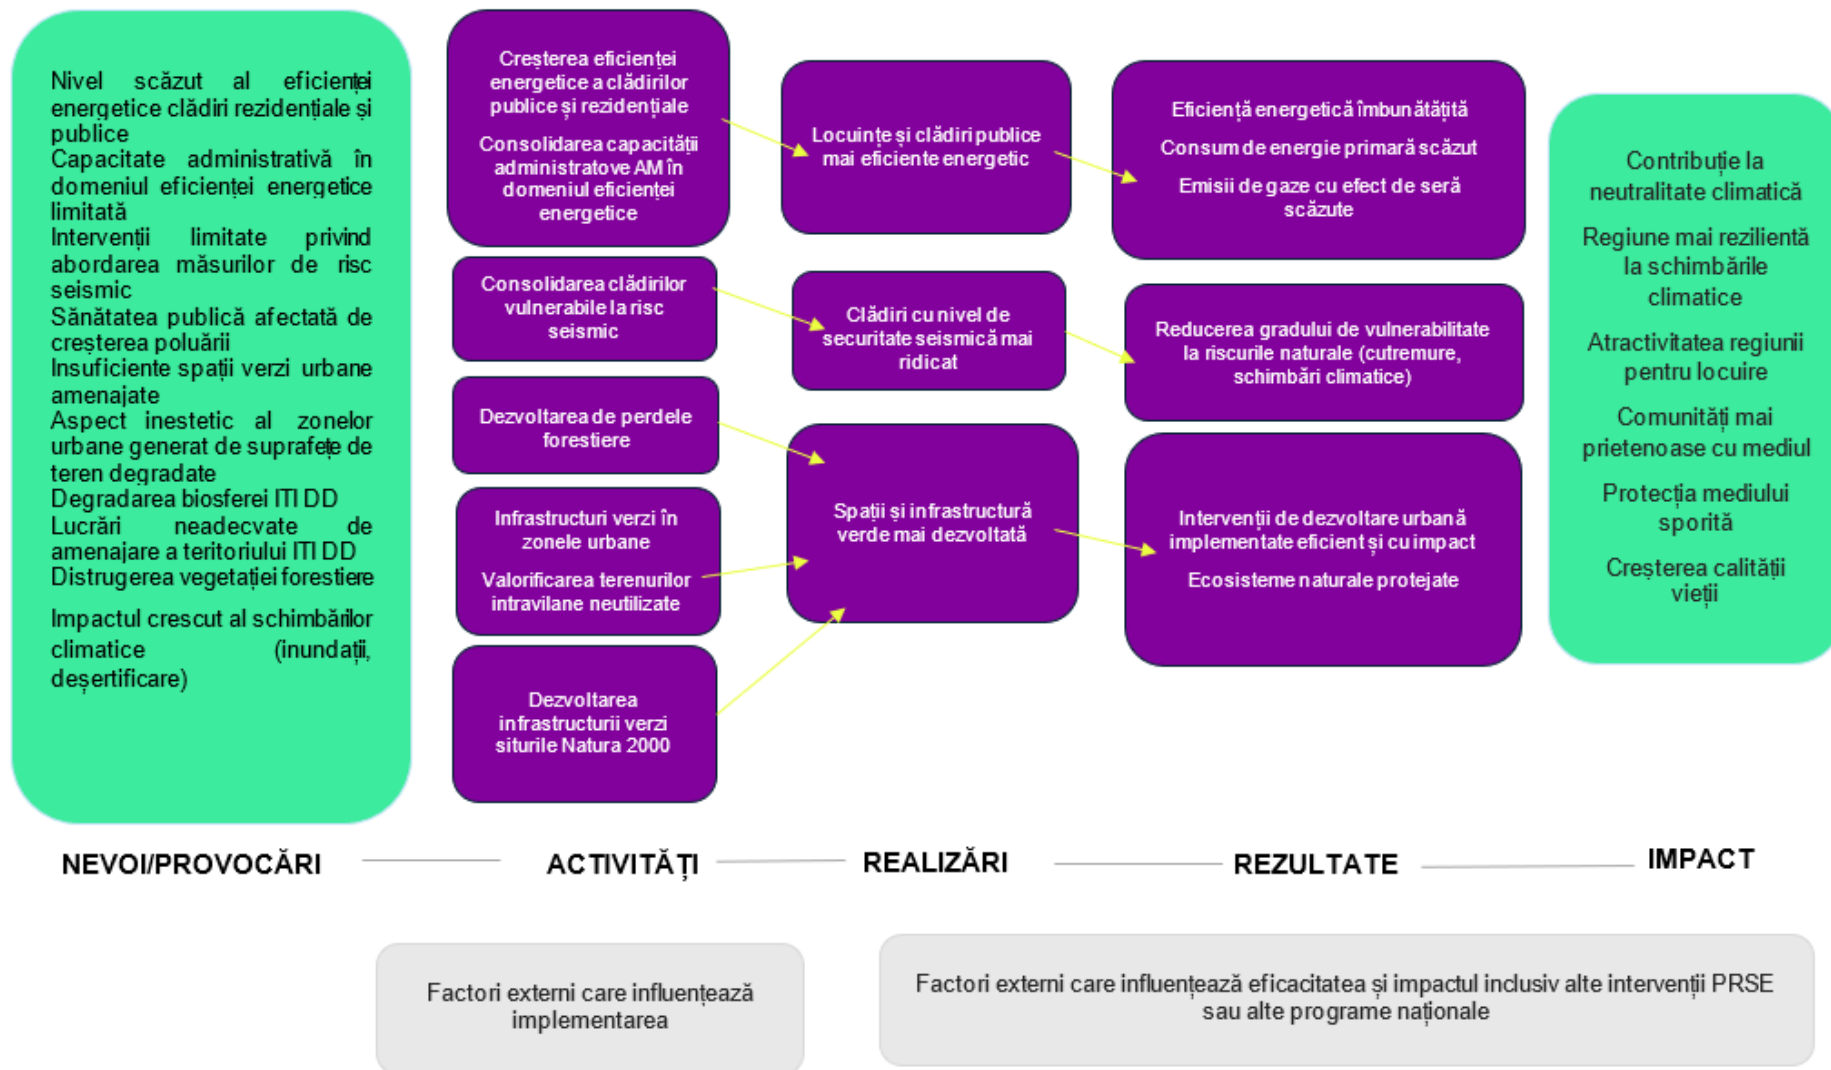 Nivel scăzut al eficienței
energetice clădiri rezidențiale și
publice
Capacitate administrativă în
domeniul eficienței energetice
limitată
Intervenții limitate privind
abordarea măsurilor de risc
seismic
Sănătatea publică afectată de
creșterea poluării
Insuficiente spații verzi urbane
amenajate
Aspect inestetic al zonelor
urbane generat de suprafețe de
teren degradate
Degradarea biosferei ITI DD
Lucrări neadecvate de
amenajare a teritoriului ITI DD
Distrugerea vegetației forestiere
Impactul crescut al schimbărilor
climatice (inundații,
deșertificare)
Creșterea eficienței
energetice a clădirilor
publice și rezidențiale
Consolidarea capacității
administratove AM în
domeniul eficienței
energetice
Consolidarea clădirilor
vulnerabile la risc
seismic
Dezvoltarea de perdele
forestiere
Infrastructuri verzi în
zonele urbane
Valorificarea terenurilor
intravilane neutilizate
Dezvoltarea
infrastructurii verzi
siturile Natura 2000
Locuințe și clădiri publice
mai eficiente energetic
Clădiri cu nivel de
securitate seismică mai
ridicat
Spații și infrastructură
verde mai dezvoltată
Eficiență energetică îmbunătățită
Consum de energie primară scăzut
Emisii de gaze cu efect de seră
scăzute
Reducerea gradului de vulnerabilitate
la riscurile naturale (cutremure,
schimbări climatice)
Intervenții de dezvoltare urbană
implementate eficient și cu impact
Ecosisteme naturale protejate
Contribuție la
neutralitate climatică
Regiune mai rezilientă
la schimbările
climatice
Atractivitatea regiunii
pentru locuire
Comunități mai
prietenoase cu mediul
Protecția mediului
sporită
Creșterea calității
vieții
NEVOI/PROVOCĂRI
ACTIVITĂȚI
REALIZĂRI
REZULTATE
IMPACT
Factori externi care influențează
implementarea
Factori externi care influențează eficacitatea și impactul inclusiv alte intervenții PRSE
sau alte programe naționale